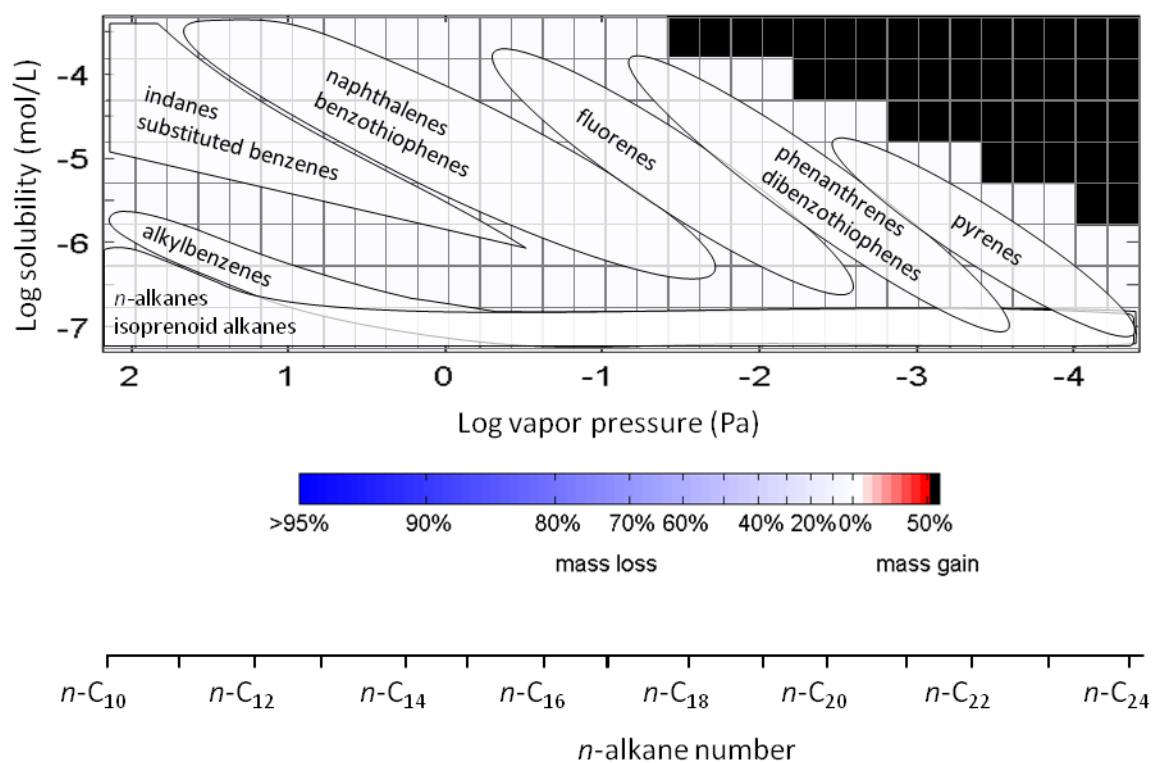 Log solubility (mol/L)
-4
-5
-6
-7
indanes
substituted benzenes
naphthalenes
benzothiophenes
fluorenes
phenanthrenes
dibenzothiophenes
pyrenes
alkylbenzenes
n-alkanes
isoprenoid alkanes
2 1 0 -1 -2 -3 -4
Log vapor pressure (Pa)
>95% 90% 80% 70% 60% 40% 20% 0% 50%
mass loss mass gain
n-C₁₀ n-C₁₂ n-C₁₄ n-C₁₆ n-C₁₈ n-C₂₀ n-C₂₂ n-C₂₄
n-alkane number